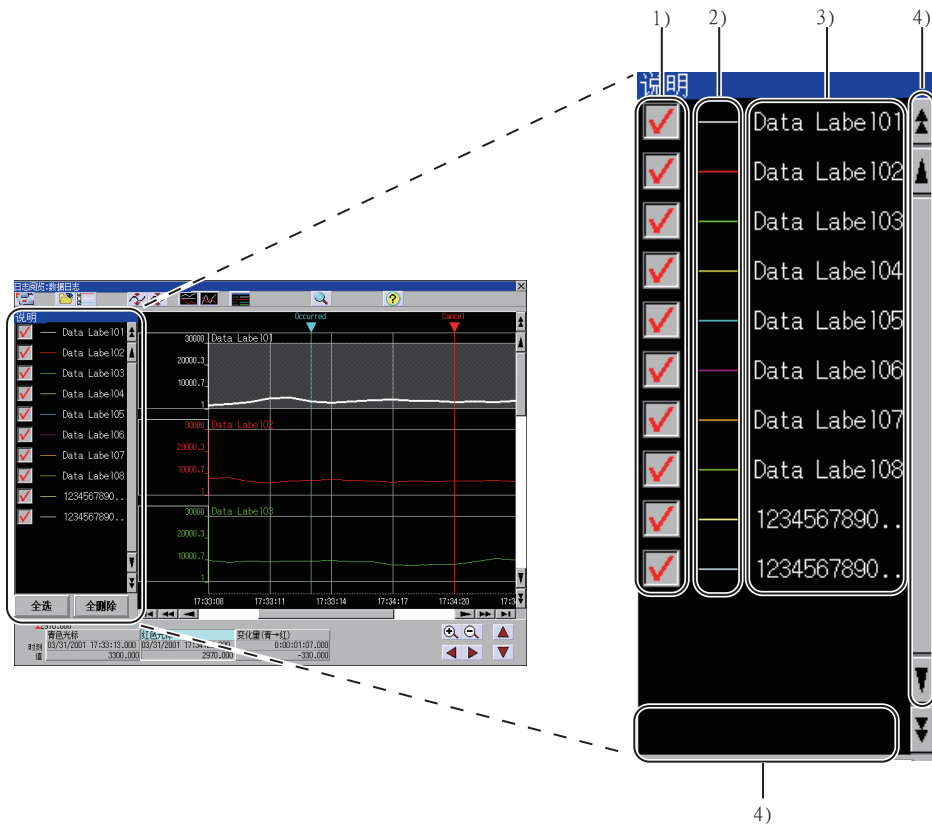 1)
2)
3)
4)
说明
Data Label01
Data Label02
Data Label03
Data Label04
Data Label05
Data Label06
Data Label07
Data Label08
1234567890..
1234567890..
4)
日志阅览:数据日志
说明
Data Label01
Data Label02
Data Label03
Data Label04
Data Label05
Data Label06
Data Label07
Data Label08
1234567890..
1234567890..
全选
全删除
Occurred
Cancel
30000
Data Label01
20000.3
10000.7
1
30000
Data Label02
20000.3
10000.7
1
30000
Data Label03
20000.3
10000.7
1
17:33:08
17:33:11
17:33:14
17:34:17
17:34:20
青色光标
变化量(青→红)
时刻
03/31/2001 17:33:13.000
03/31/2001
0:00:01:07.000
值
3300.000
2970.000
-330.000